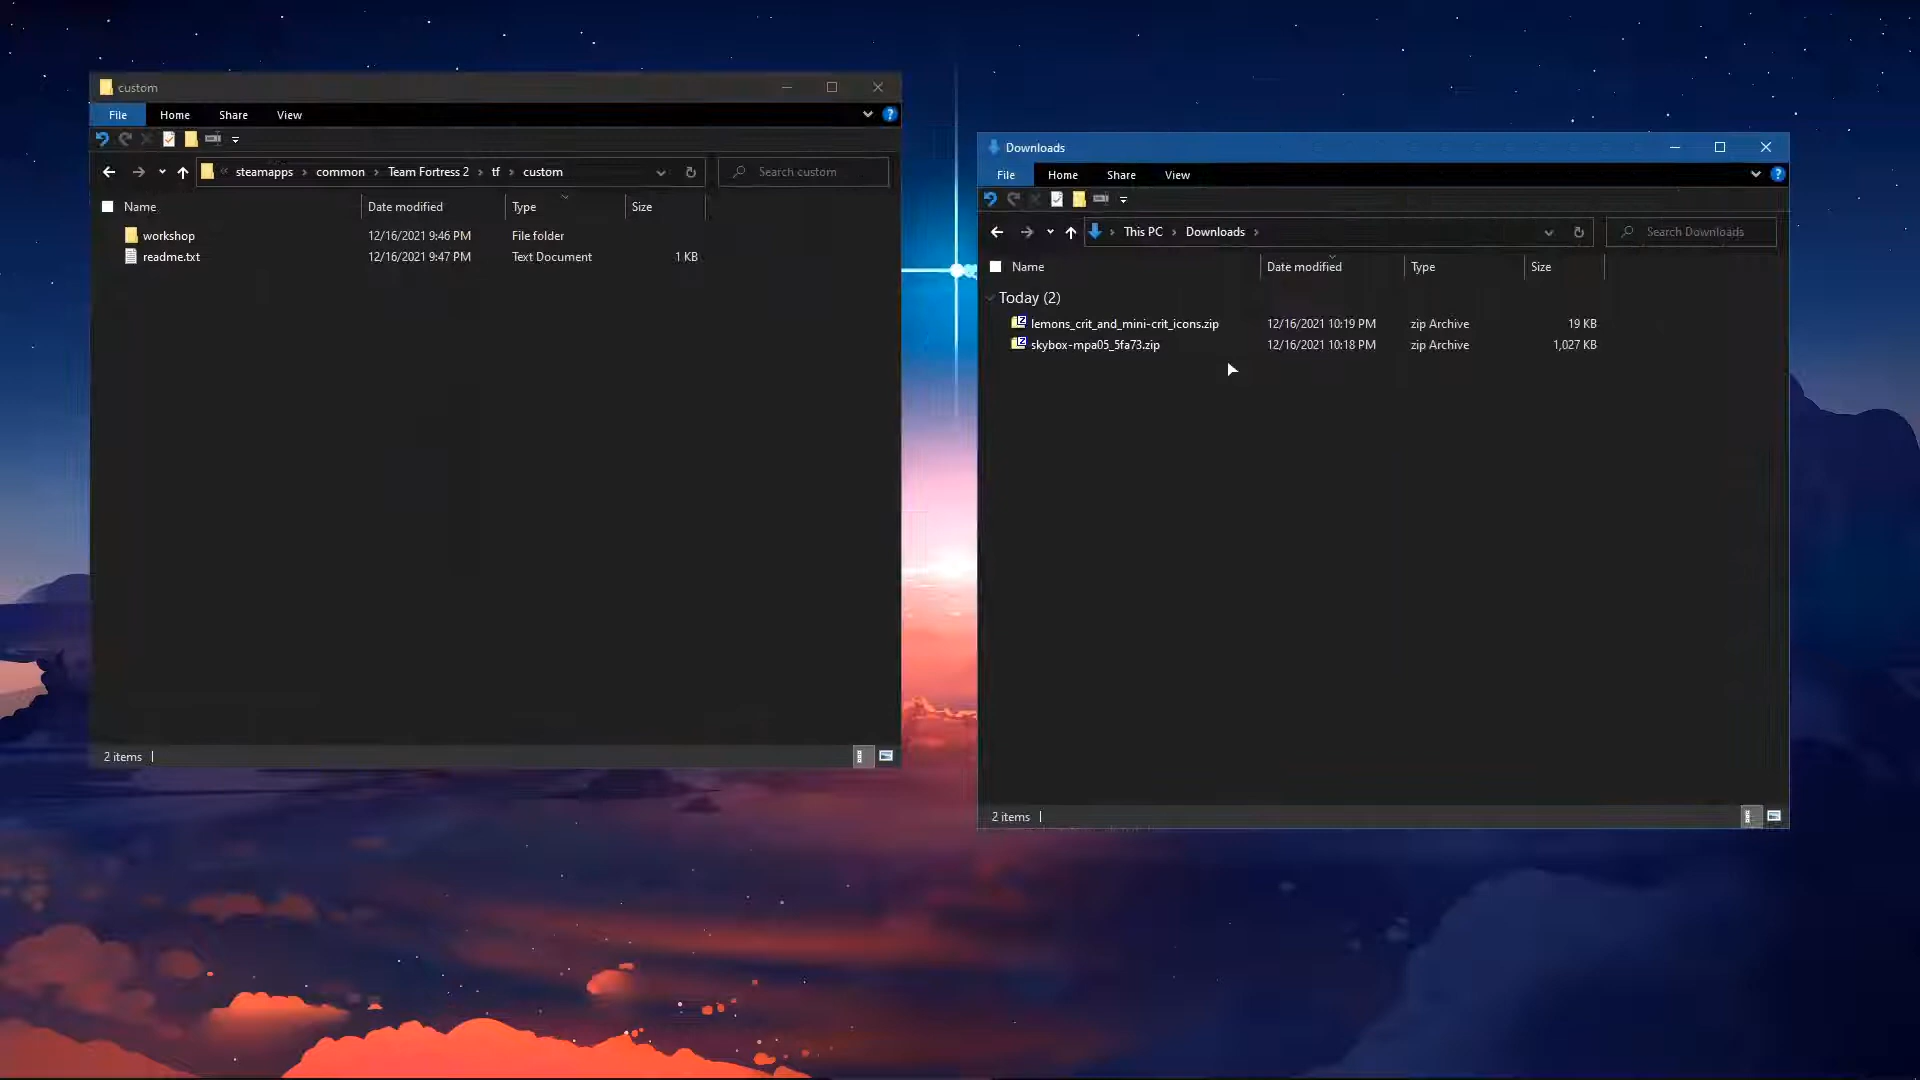 custom
File Home Share View
steamapps common Team Fortress 2 tf custom Search custom
Name Date modified Type Size
workshop 12/16/2021 9:46 PM File folder
readme.txt 12/16/2021 9:47 PM Text Document 1 KB
2 items
Downloads
File Home Share View
This PC Downloads Search Downloads
Name Date modified Type Size
Today (2)
lemons_crit_and_mini-crit_icons.zip 12/16/2021 10:19 PM zip Archive 19 KB
skybox-mpa05_5fa73.zip 12/16/2021 10:18 PM zip Archive 1,027 KB
2 items